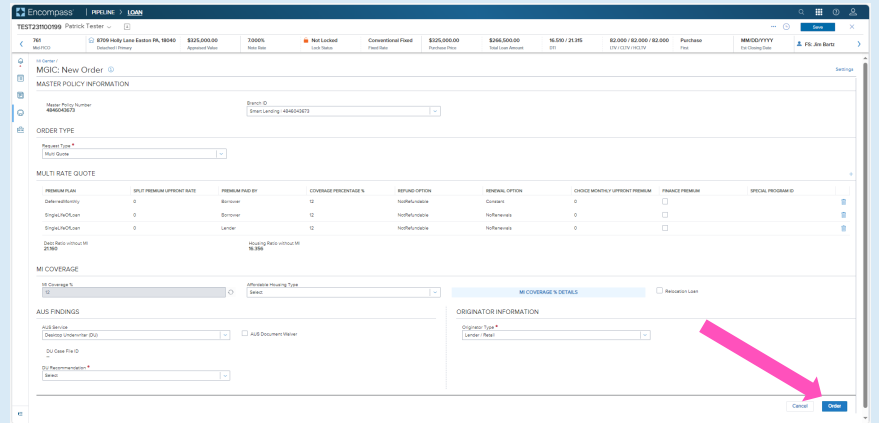 Encompass® | PIPELINE > LOAN
TEST231100199 Patrick Texter
Save
761 8709 Holly Lane Easton PA, 18040 $325,000.00 7.000% Not Locked Conventional Fixed $325,000.00 $266,500.00 16.510 / 21.315 82.000 / 82.000 / 82.000 Purchase MM/DD/YYYY Ffc Jim Bartz
Mid FICO Detached | Primary Appraised Value Note Rate Lock Status Fixed Rate Purchase Price Total Loan Amount DTI LTV / CLTV / HCLTV First Est Closing Date
MI Center /
MGIC: New Order
Settings
MASTER POLICY INFORMATION
Master Policy Number
4846043673
Branch ID
Smart Lending / 4846043673
ORDER TYPE
Request Type *
Multi Quote
MULTI RATE QUOTE
PREMIUM PLAN SPLIT PREMIUM UPFRONT RATE PREMIUM PAID BY COVERAGE PERCENTAGE % REFUND OPTION RENEWAL OPTION CHOICE MONTHLY UPFRONT PREMIUM FINANCE PREMIUM SPECIAL PROGRAM ID
DeferredMonthly 0 Borrower 12 NotRefundable Constant 0
SingleLifeOfLoan 0 Borrower 12 NotRefundable NoRenewals 0
SingleLifeOfLoan 0 Lender 12 NotRefundable NoRenewals 0
Debt Ratio without MI
21.160
Housing Ratio without MI
16.356
MI COVERAGE
MI Coverage %
12
Affordable Housing Type
Select
MI COVERAGE % DETAILS
Relocation Loan
AUS FINDINGS
AUS Service
Desktop Underwriter (DU)
AUS Document Waiver
DU Case File ID
--
DU Recommendation *
Select
ORIGINATOR INFORMATION
Originator Type *
Lender / Retail
Cancel Order